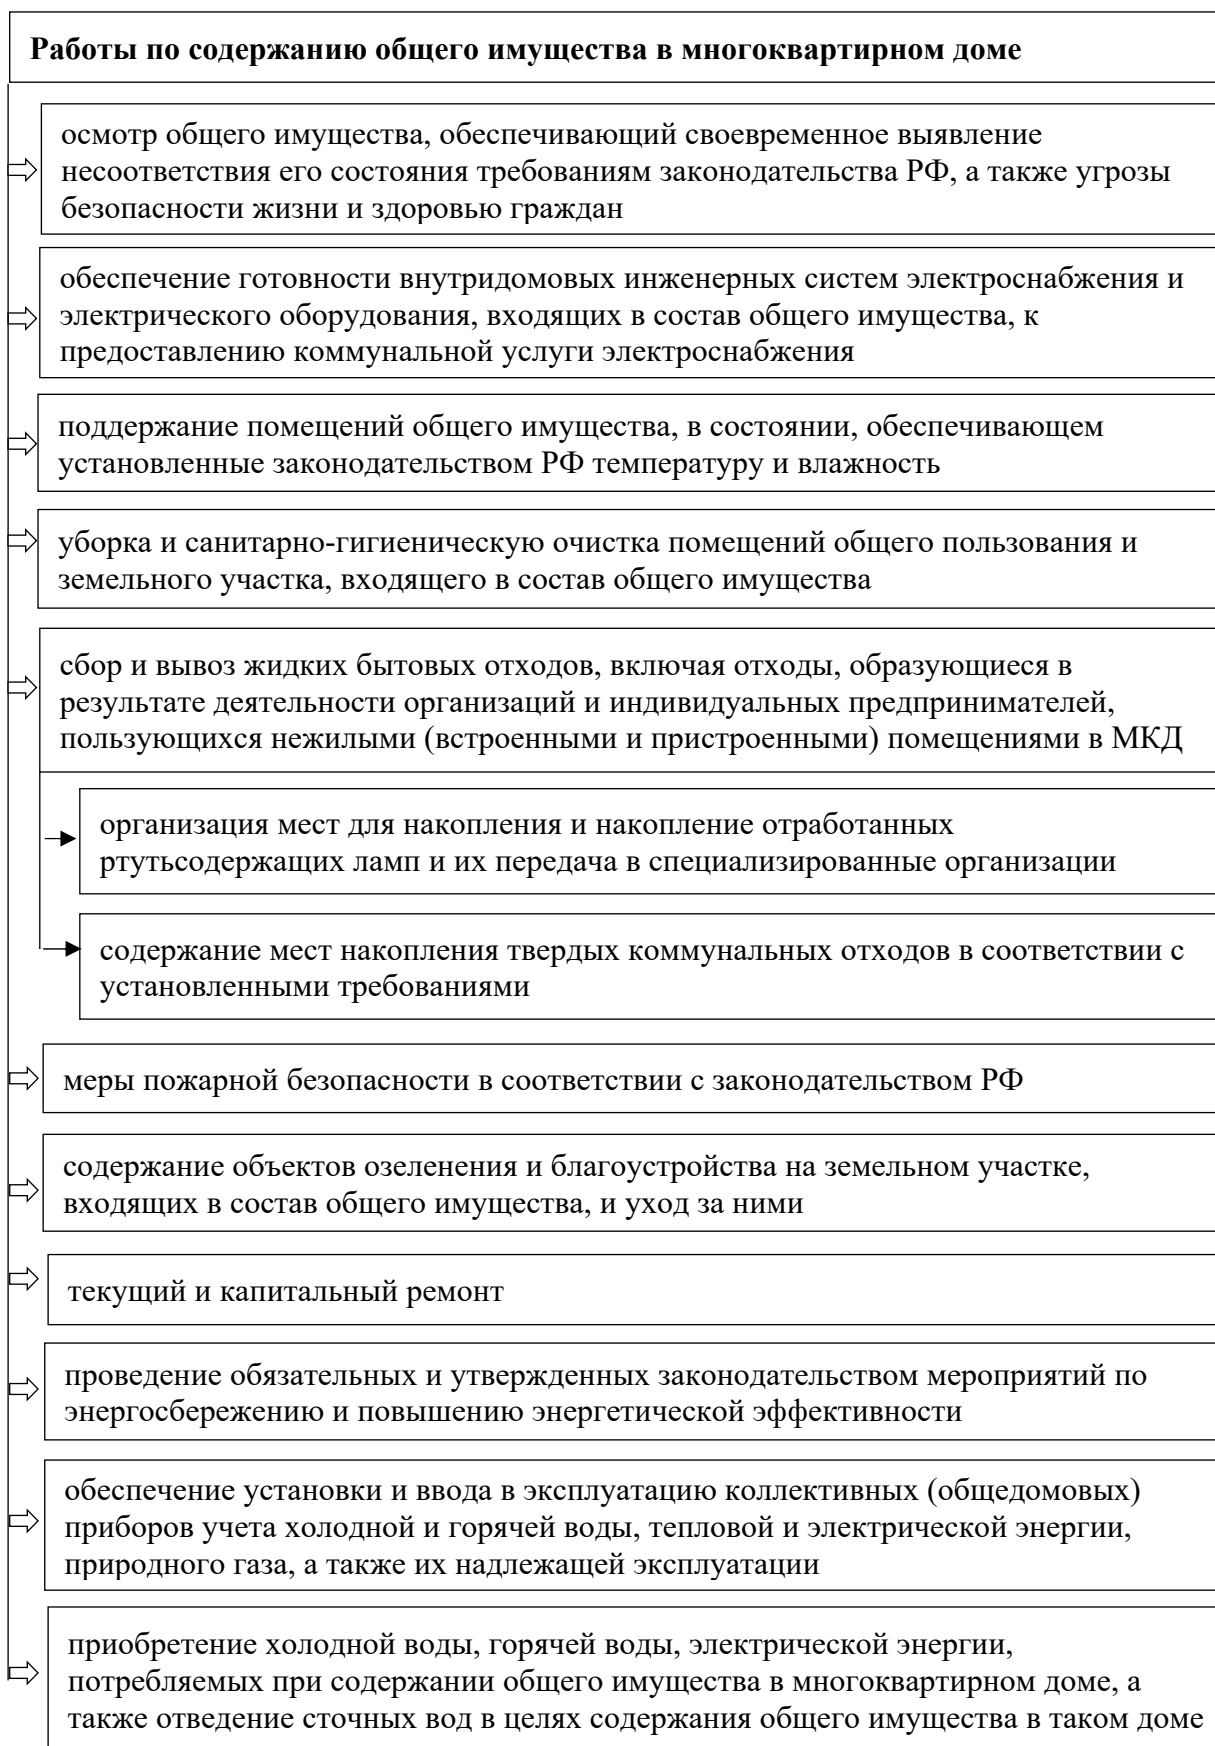 Работы по содержанию общего имущества в многоквартирном доме
осмотр общего имущества, обеспечивающий своевременное выявление
несоответствия его состояния требованиям законодательства РФ, а также угрозы
безопасности жизни и здоровью граждан
обеспечение готовности внутридомовых инженерных систем электроснабжения и
электрического оборудования, входящих в состав общего имущества, к
предоставлению коммунальной услуги электроснабжения
поддержание помещений общего имущества, в состоянии, обеспечивающем
установленные законодательством РФ температуру и влажность
уборка и санитарно-гигиеническую очистка помещений общего пользования и
земельного участка, входящего в состав общего имущества
сбор и вывоз жидких бытовых отходов, включая отходы, образующиеся в
результате деятельности организаций и индивидуальных предпринимателей,
пользующихся нежилыми (встроенными и пристроенными) помещениями в МКД
организация мест для накопления и накопление отработанных
ртутьсодержащих ламп и их передача в специализированные организации
содержание мест накопления твердых коммунальных отходов в соответствии с
установленными требованиями
меры пожарной безопасности в соответствии с законодательством РФ
содержание объектов озеленения и благоустройства на земельном участке,
входящих в состав общего имущества, и уход за ними
текущий и капитальный ремонт
проведение обязательных и утвержденных законодательством мероприятий по
энергосбережению и повышению энергетической эффективности
обеспечение установки и ввода в эксплуатацию коллективных (общедомовых)
приборов учета холодной и горячей воды, тепловой и электрической энергии,
природного газа, а также их надлежащей эксплуатации
приобретение холодной воды, горячей воды, электрической энергии,
потребляемых при содержании общего имущества в многоквартирном доме, а
также отведение сточных вод в целях содержания общего имущества в таком доме